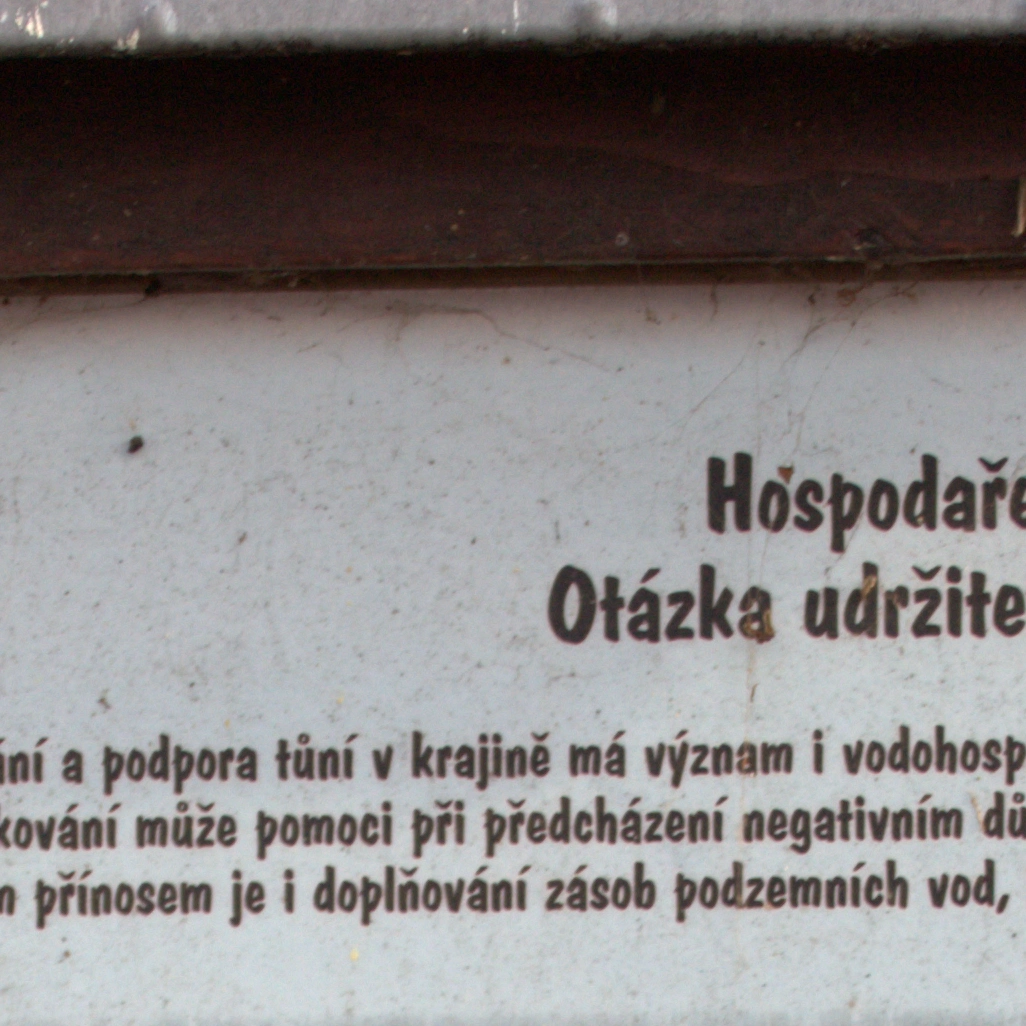 Hospodaře
Otázka udržite
ání a podpora tůní v krajině má význam i vodohosp
kování může pomoci při předcházení negativním dů
m přínosem je i doplňování zásob podzemních vod,